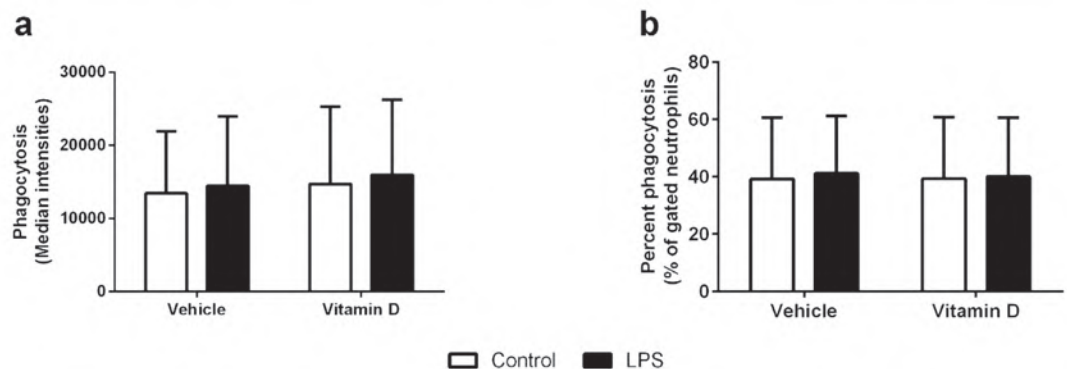 a
Phagocytosis
(Median intensities)
30000
20000
10000
0
Vehicle Vitamin D
b
Percent phagocytosis
(% of gated neutrophils)
80
60
40
20
0
Vehicle Vitamin D
Control LPS